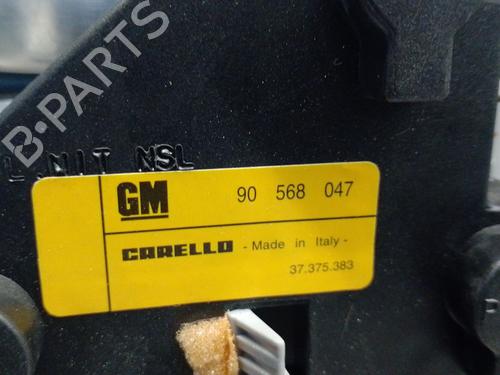 B-PARTS
NSL
GM 90 568 047
CARELLO - Made in Italy -
37.375.383